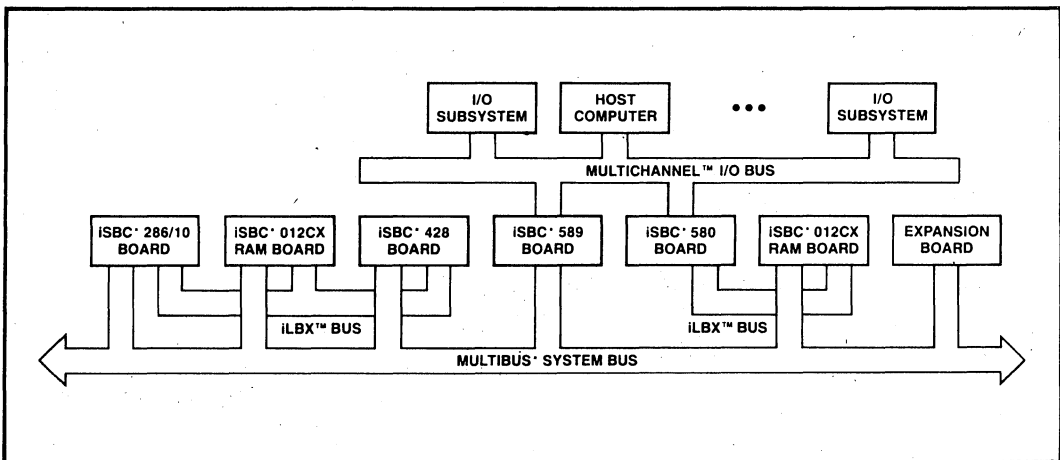 I/O
SUBSYSTEM
HOST
COMPUTER
•••
I/O
SUBSYSTEM
MULTICHANNEL™ I/O BUS
iSBC• 286/10
BOARD
iSBC• 012CX
RAM BOARD
iSBC• 428
BOARD
iSBC• 589
BOARD
iSBC• 580
BOARD
iSBC• 012CX
RAM BOARD
EXPANSION
BOARD
iLBX™ BUS
iLBX™ BUS
MULTIBUS• SYSTEM BUS